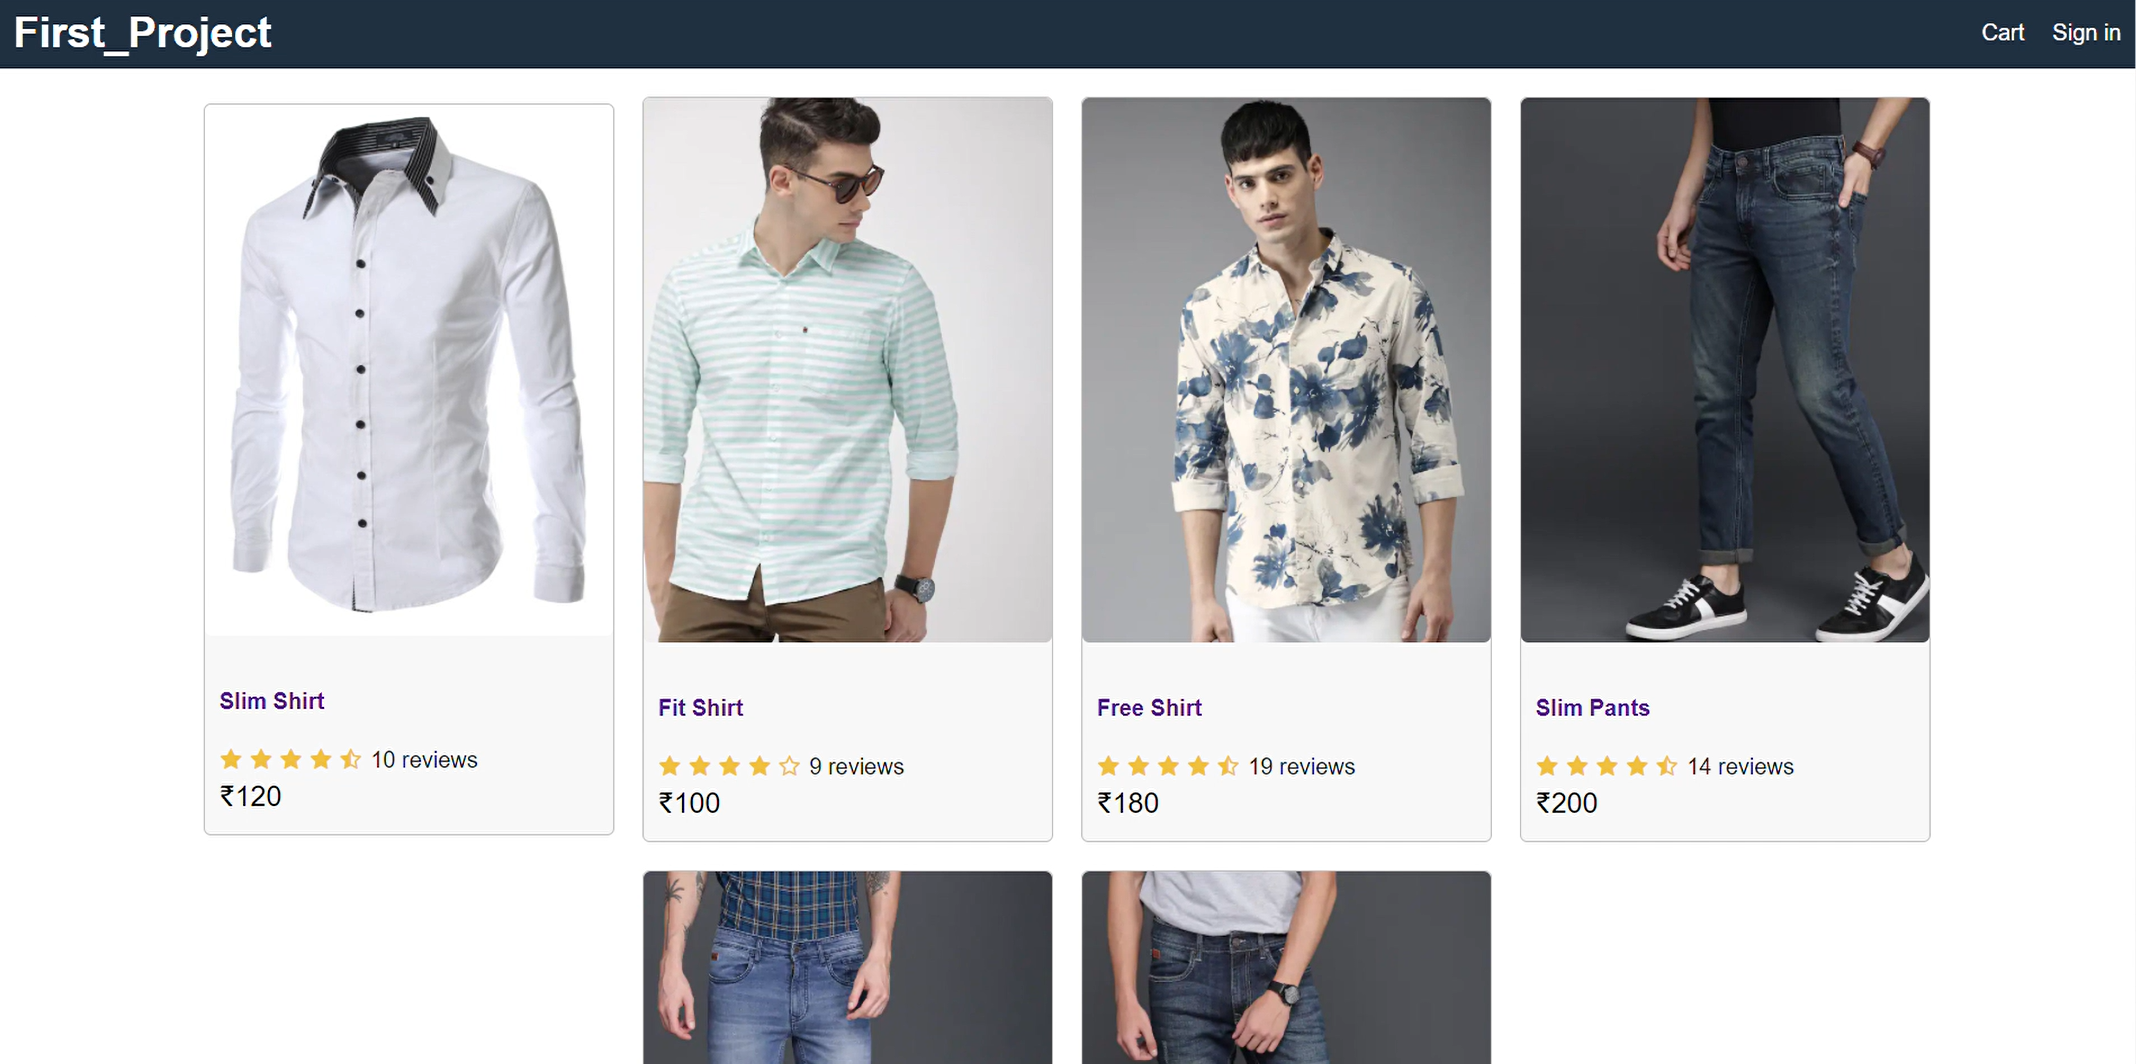 First_Project
Cart
Sign in
Slim Shirt
10 reviews
₹120
Fit Shirt
9 reviews
₹100
Free Shirt
19 reviews
₹180
Slim Pants
14 reviews
₹200